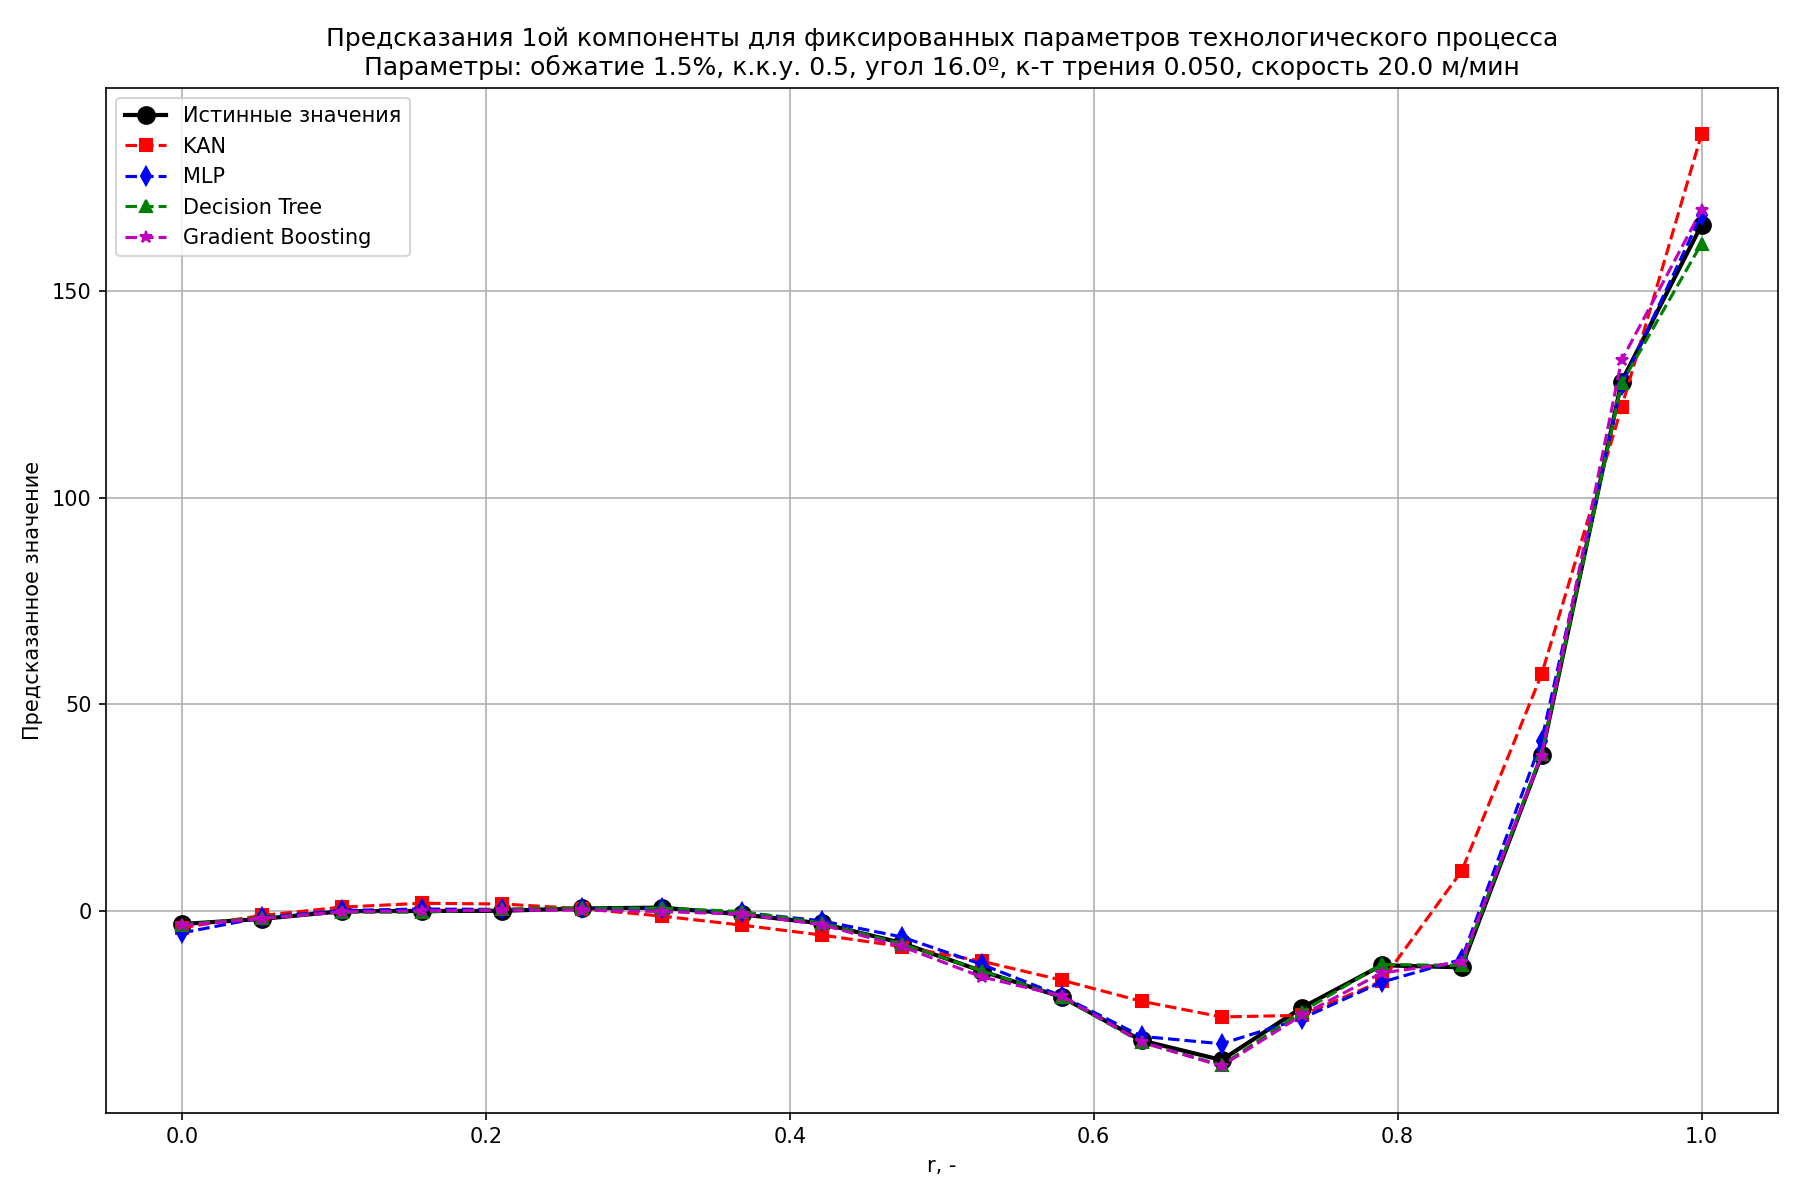 Предсказания 1ой компоненты для фиксированных параметров технологического процесса
Параметры: обжатие 1.5%, к.к.у. 0.5, угол 16.0º, к-т трения 0.050, скорость 20.0 м/мин
Истинные значения
KAN
MLP
Decision Tree
Gradient Boosting
Предсказанное значение
150
100
50
0
0.0
0.2
0.4
0.6
0.8
1.0
r, -